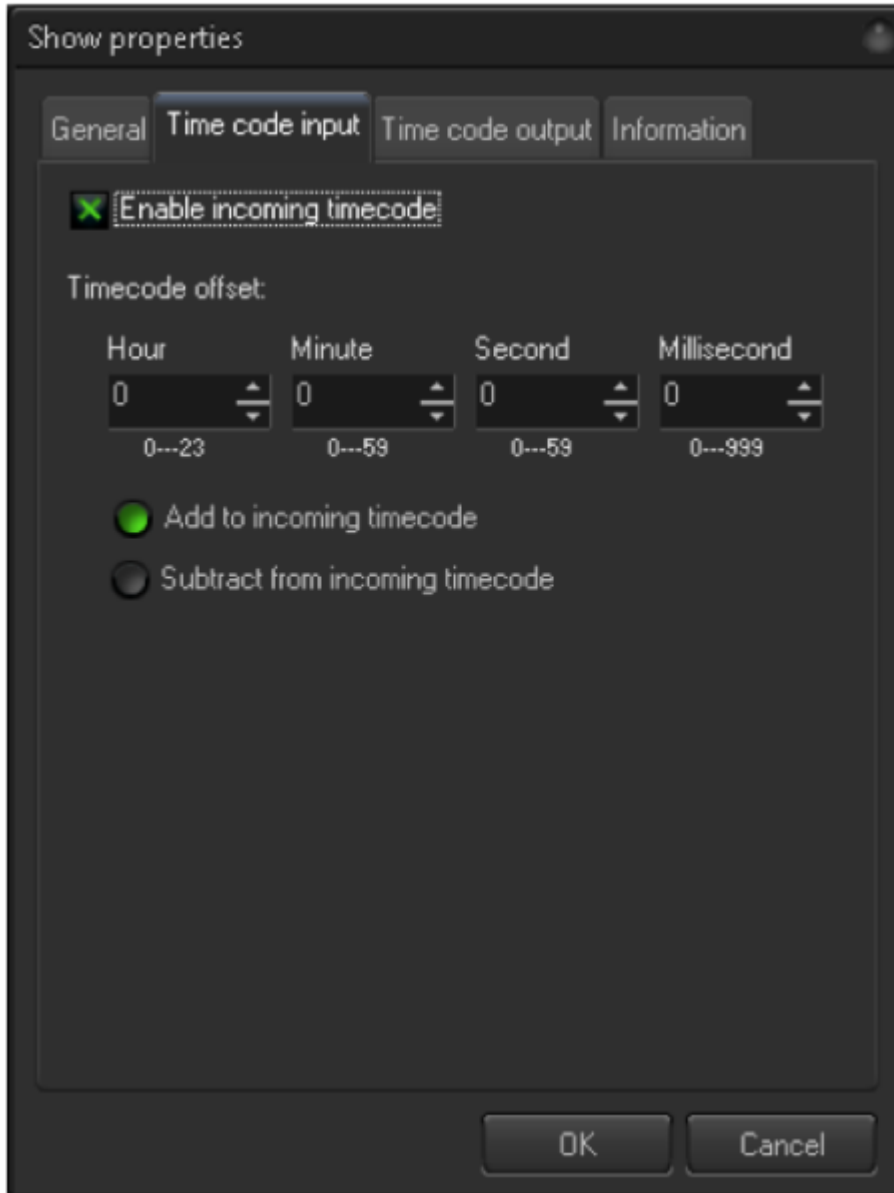 Show properties
General Time code input Time code output Information
Enable incoming timecode
Timecode offset:
Hour Minute Second Millisecond
0 0 0 0
0---23 0---59 0---59 0---999
Add to incoming timecode
Subtract from incoming timecode
OK Cancel